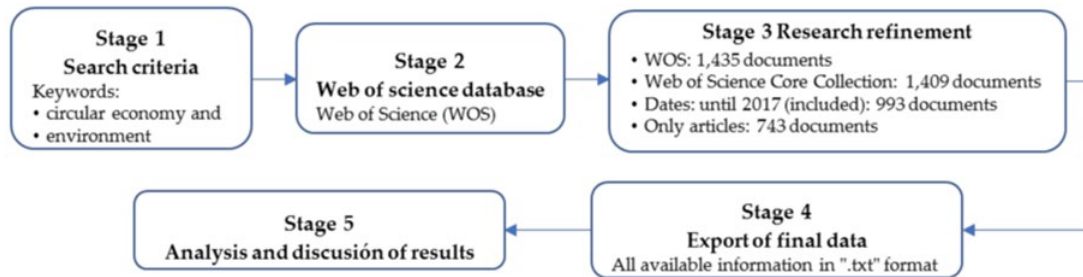 Stage 1
Search criteria
Keywords:
• circular economy and
• environment
Stage 2
Web of science database
Web of Science (WOS)
Stage 3 Research refinement
• WOS: 1,435 documents
• Web of Science Core Collection: 1,409 documents
• Dates: until 2017 (included): 993 documents
• Only articles: 743 documents
Stage 4
Export of final data
All available information in ".txt" format
Stage 5
Analysis and discusión of results